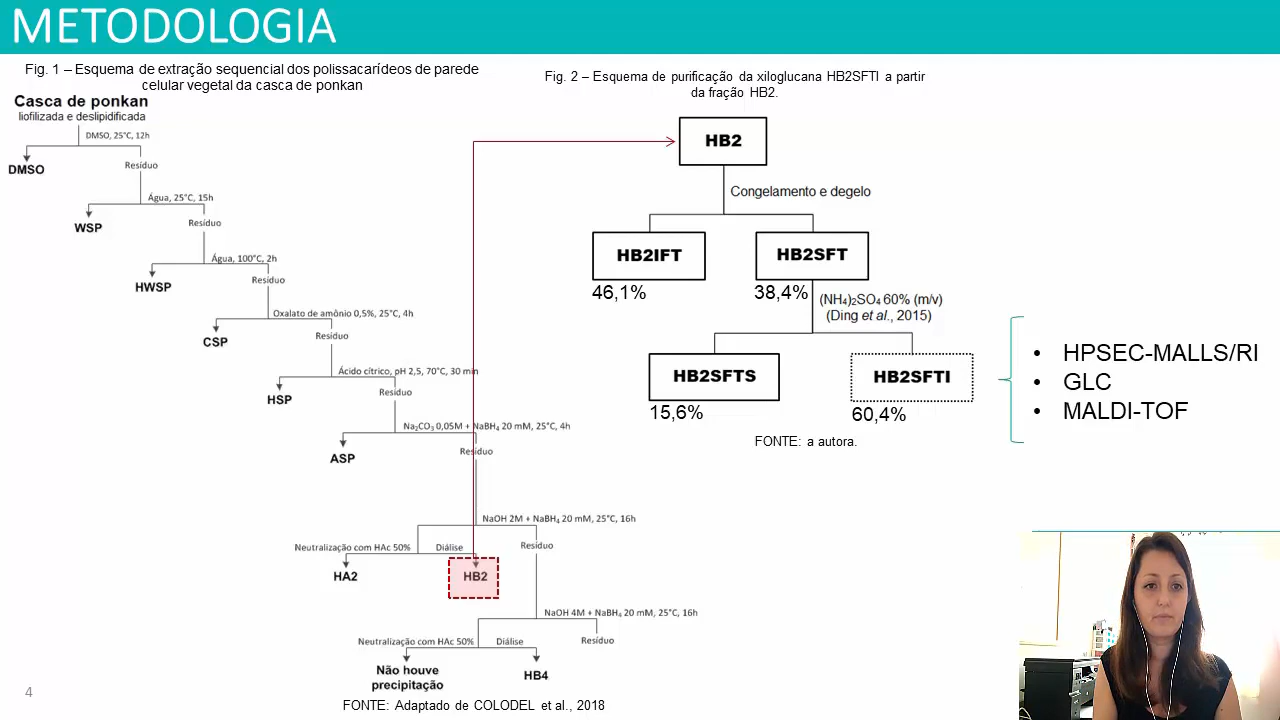 METODOLOGIA
Fig. 1 – Esquema de extração sequencial dos polissacarídeos de parede
celular vegetal da casca de ponkan
Casca de ponkan
liofilizada e deslipidificada
DMSO, 25°C, 12h
DMSO
Resíduo
Água, 25°C, 15h
WSP
Resíduo
Água, 100°C, 2h
HWSP
Resíduo
Oxalato de amônio 0,5%, 25°C, 4h
CSP
Resíduo
Ácido cítrico, pH 2,5, 70°C, 30 min
HSP
Resíduo
Na₂CO₃ 0,05M + NaBH₄ 20 mM, 25°C, 4h
ASP
Resíduo
NaOH 2M + NaBH₄ 20 mM, 25°C, 16h
Neutralização com HAc 50%
Diálise
Resíduo
HA2
HB2
NaOH 4M + NaBH₄ 20 mM, 25°C, 16h
Neutralização com HAc 50%
Diálise
Resíduo
Não houve
precipitação
HB4
FONTE: Adaptado de COLODEL et al., 2018
Fig. 2 – Esquema de purificação da xiloglucana HB2SFTI a partir
da fração HB2.
HB2
Congelamento e degelo
HB2IFT
HB2SFT
46,1%
38,4%
(NH₄)₂SO₄ 60% (m/v)
(Ding et al., 2015)
HB2SFTS
HB2SFTI
15,6%
60,4%
FONTE: a autora.
• HPSEC-MALLS/RI
• GLC
• MALDI-TOF
4